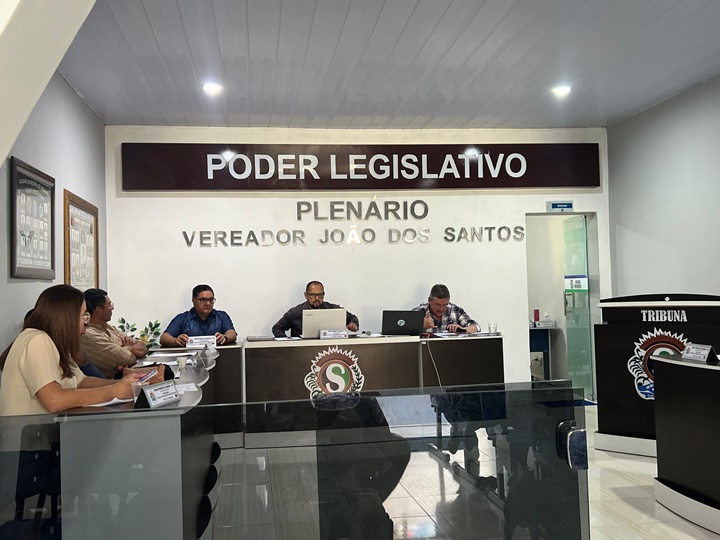 PODER LEGISLATIVO
PLENÁRIO
VEREADOR JOÃO DOS SANTOS
TRIBUNA
S